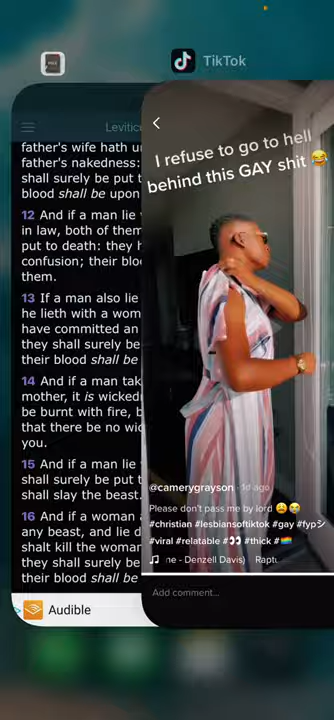 TikTok
Levitic
father's wife hath un
father's nakedness:
shall surely be put t
blood shall be upon
12 And if a man lie
in law, both of them
put to death: they h
confusion; their bloo
them.
13 If a man also lie
he lieth with a wom
have committed an
they shall surely be
their blood shall be
14 And if a man tak
mother, it is wicked
be burnt with fire, b
that there be no wic
you.
15 And if a man lie
shall surely be put t
shall slay the beast.
16 And if a woman
any beast, and lie d
shalt kill the woman
they shall surely be
their blood shall be
Audible
I refuse to go to hell
behind this GAY shit 😂
@camerygrayson · 1d ago
Please don't pass me by lord 😩😭
#christian #lesbiansoftiktok #gay #fypシ
#viral #relatable #👀 #thick #🏳️‍🌈
ne - Denzell Davis) Raptu
Add comment...